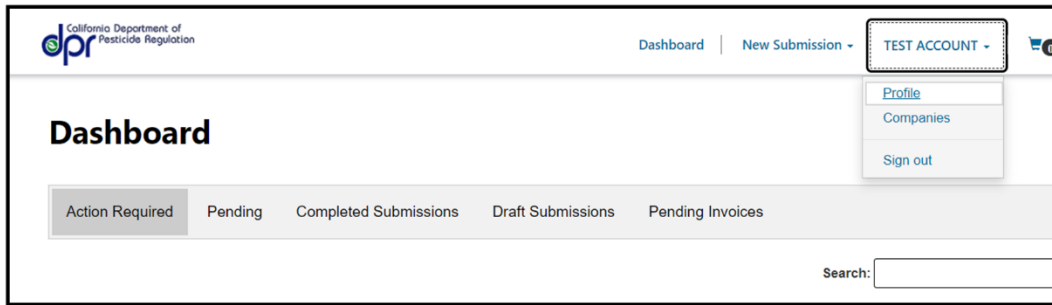 California Department of
Pesticide Regulation
dpr
Dashboard New Submission TEST ACCOUNT
Profile
Companies
Sign out
Dashboard
Action Required Pending Completed Submissions Draft Submissions Pending Invoices
Search: